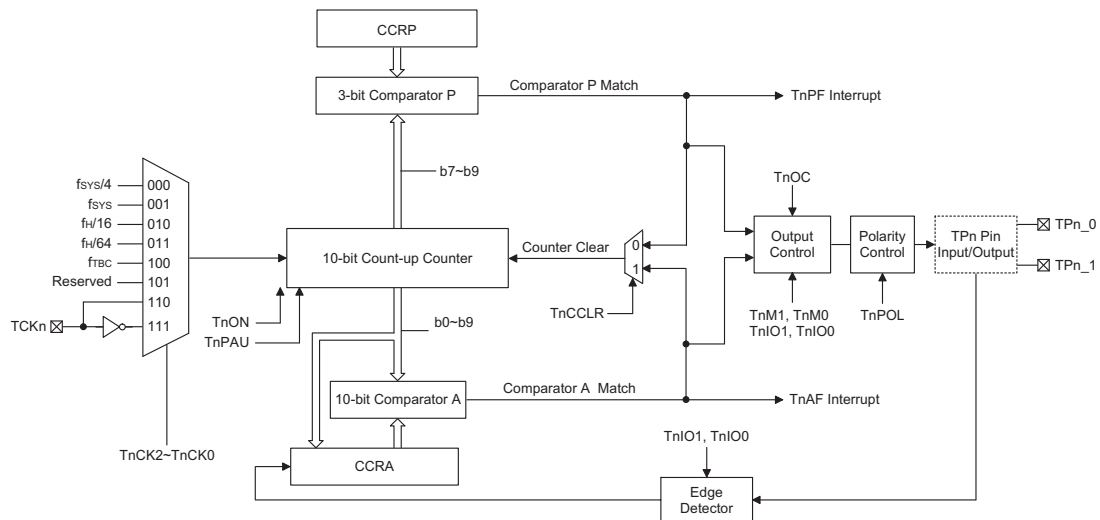 CCRP
3-bit Comparator P
Comparator P Match
TnPF Interrupt
b7~b9
fSYS/4
000
fSYS
001
fH/16
010
fH/64
011
fTBC
100
Reserved
101
110
TCKn
111
TnCK2~TnCK0
10-bit Count-up Counter
Counter Clear
0
1
TnCCLR
TnON
TnPAU
b0~b9
TnOC
Output
Control
TnM1, TnM0
TnIO1, TnIO0
Polarity
Control
TnPOL
TPn Pin
Input/Output
TPn_0
TPn_1
10-bit Comparator A
Comparator A Match
TnAF Interrupt
CCRA
TnIO1, TnIO0
Edge
Detector